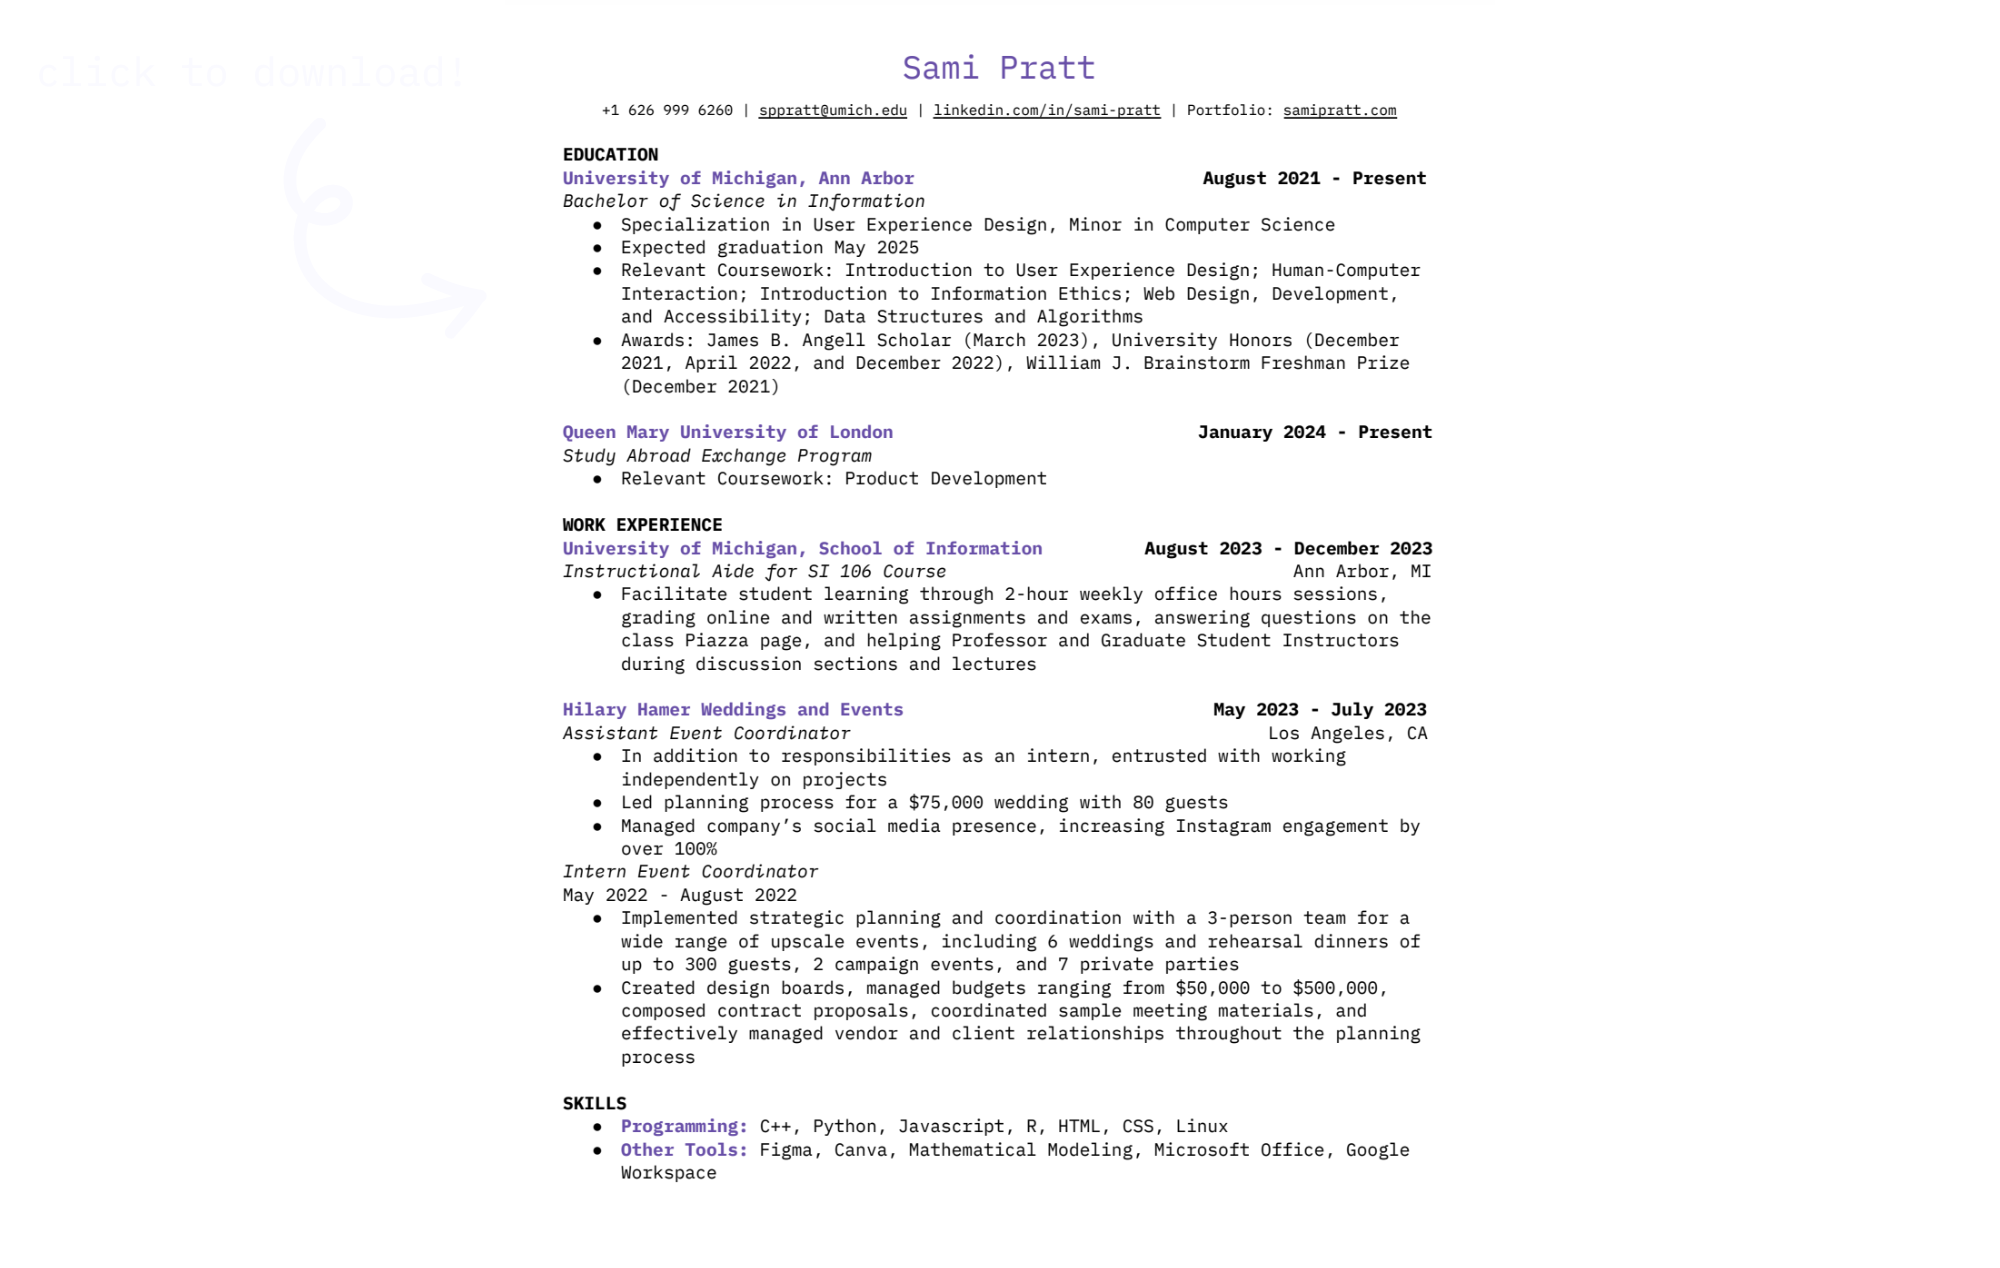 click to download!
Sami Pratt
+1 626 999 6260 | sppratt@umich.edu | linkedin.com/in/sami-pratt | Portfolio: samipratt.com
EDUCATION
University of Michigan, Ann Arbor August 2021 - Present
Bachelor of Science in Information
● Specialization in User Experience Design, Minor in Computer Science
● Expected graduation May 2025
● Relevant Coursework: Introduction to User Experience Design; Human-Computer
Interaction; Introduction to Information Ethics; Web Design, Development,
and Accessibility; Data Structures and Algorithms
● Awards: James B. Angell Scholar (March 2023), University Honors (December
2021, April 2022, and December 2022), William J. Brainstorm Freshman Prize
(December 2021)
Queen Mary University of London January 2024 - Present
Study Abroad Exchange Program
● Relevant Coursework: Product Development
WORK EXPERIENCE
University of Michigan, School of Information August 2023 - December 2023
Instructional Aide for SI 106 Course Ann Arbor, MI
● Facilitate student learning through 2-hour weekly office hours sessions,
grading online and written assignments and exams, answering questions on the
class Piazza page, and helping Professor and Graduate Student Instructors
during discussion sections and lectures
Hilary Hamer Weddings and Events May 2023 - July 2023
Assistant Event Coordinator Los Angeles, CA
● In addition to responsibilities as an intern, entrusted with working
independently on projects
● Led planning process for a $75,000 wedding with 80 guests
● Managed company’s social media presence, increasing Instagram engagement by
over 100%
Intern Event Coordinator
May 2022 - August 2022
● Implemented strategic planning and coordination with a 3-person team for a
wide range of upscale events, including 6 weddings and rehearsal dinners of
up to 300 guests, 2 campaign events, and 7 private parties
● Created design boards, managed budgets ranging from $50,000 to $500,000,
composed contract proposals, coordinated sample meeting materials, and
effectively managed vendor and client relationships throughout the planning
process
SKILLS
● Programming: C++, Python, Javascript, R, HTML, CSS, Linux
● Other Tools: Figma, Canva, Mathematical Modeling, Microsoft Office, Google
Workspace